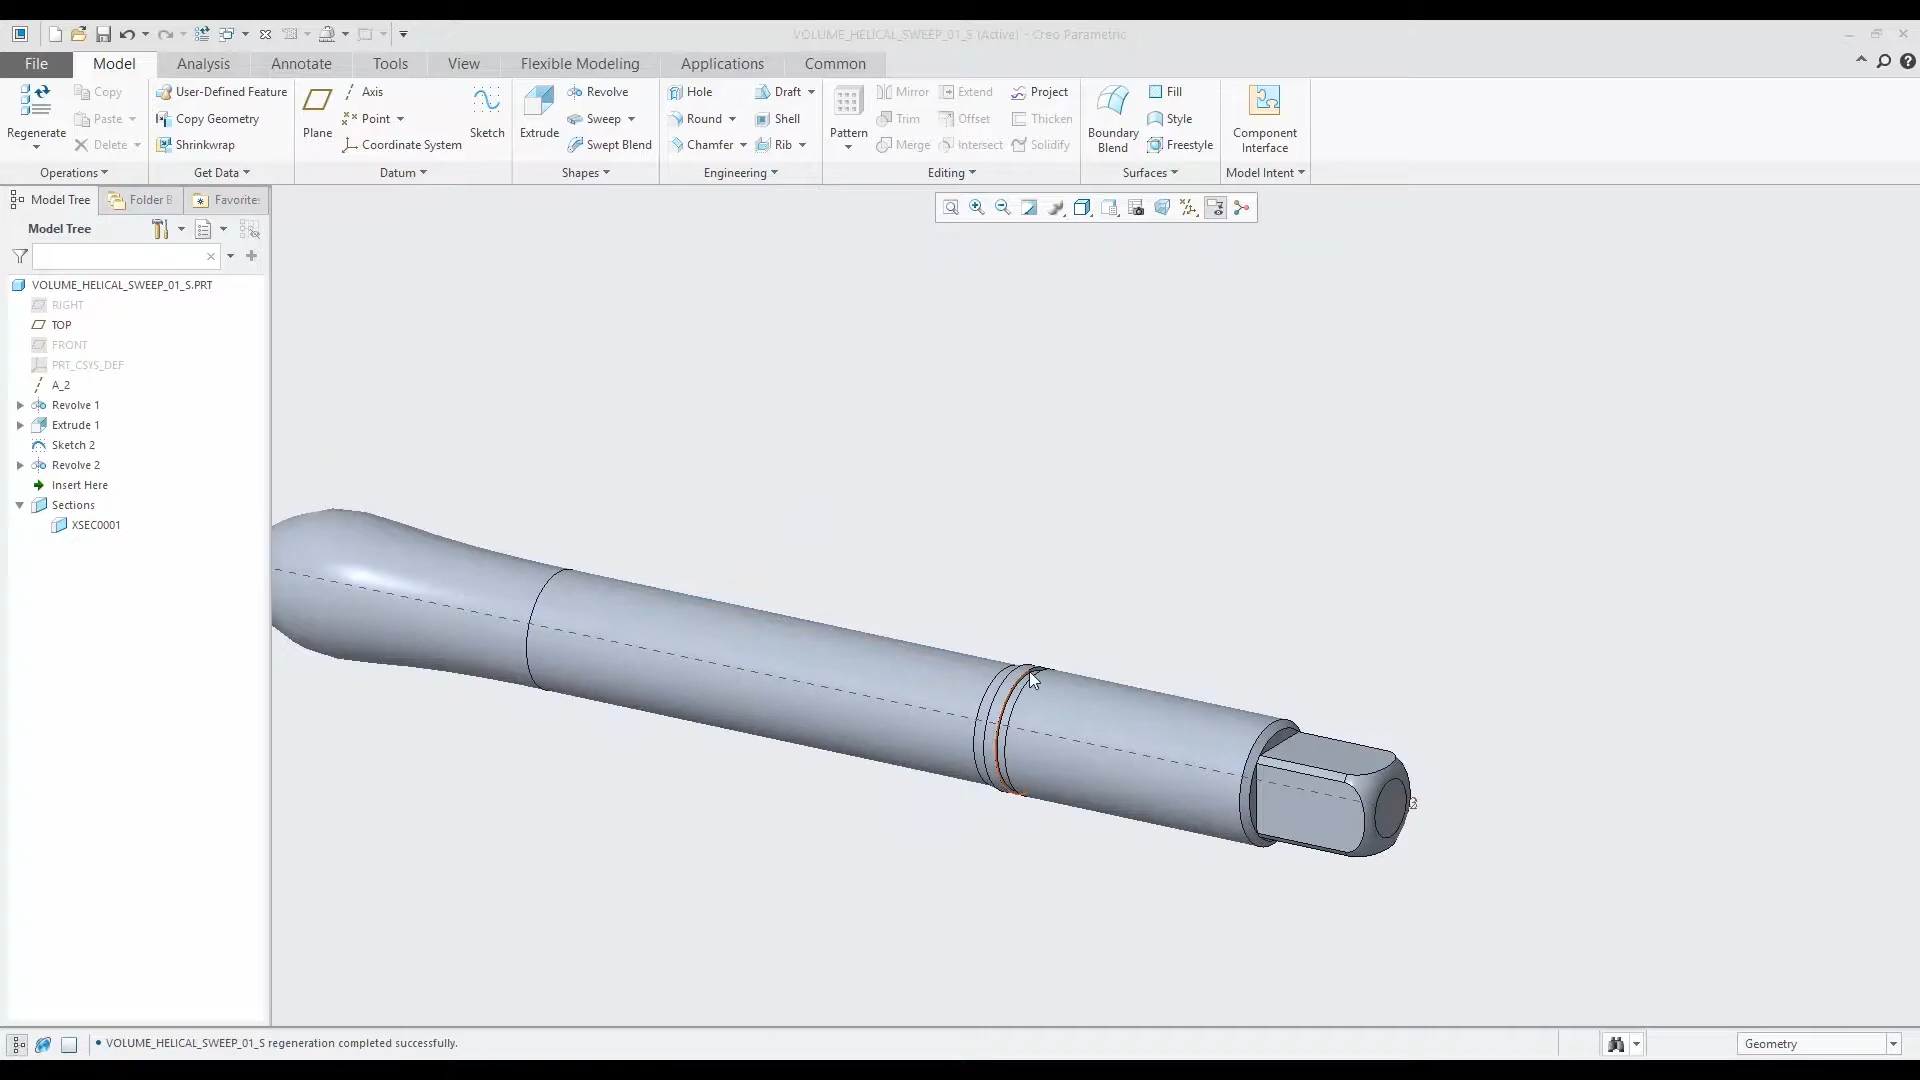 VOLUME_HELICAL_SWEEP_01_S (Active) - Creo Parametric
File Model Analysis Annotate Tools View Flexible Modeling Applications Common
Regenerate
Copy
Paste
Delete
Operations
User-Defined Feature
Copy Geometry
Shrinkwrap
Get Data
Plane
Axis
Point
Coordinate System
Sketch
Datum
Extrude
Revolve
Sweep
Swept Blend
Shapes
Hole
Round
Chamfer
Draft
Shell
Rib
Engineering
Pattern
Mirror
Trim
Merge
Extend
Offset
Intersect
Project
Thicken
Solidify
Editing
Boundary
Blend
Fill
Style
Freestyle
Surfaces
Component
Interface
Model Intent
Model Tree Folder B Favorite
Model Tree
VOLUME_HELICAL_SWEEP_01_S.PRT
RIGHT
TOP
FRONT
PRT_CSYS_DEF
A_2
Revolve 1
Extrude 1
Sketch 2
Revolve 2
Insert Here
Sections
XSEC0001
• VOLUME_HELICAL_SWEEP_01_S regeneration completed successfully.
Geometry